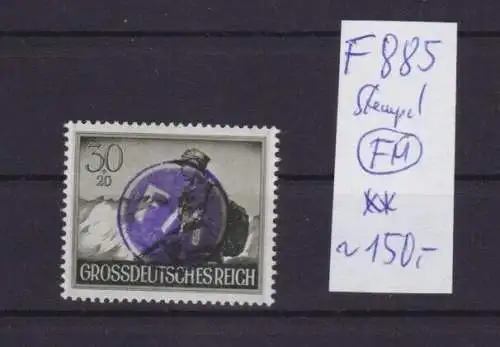 30
20
GROSSDEUTSCHES REICH
F 885
Stempel
FM
**
~ 150,-